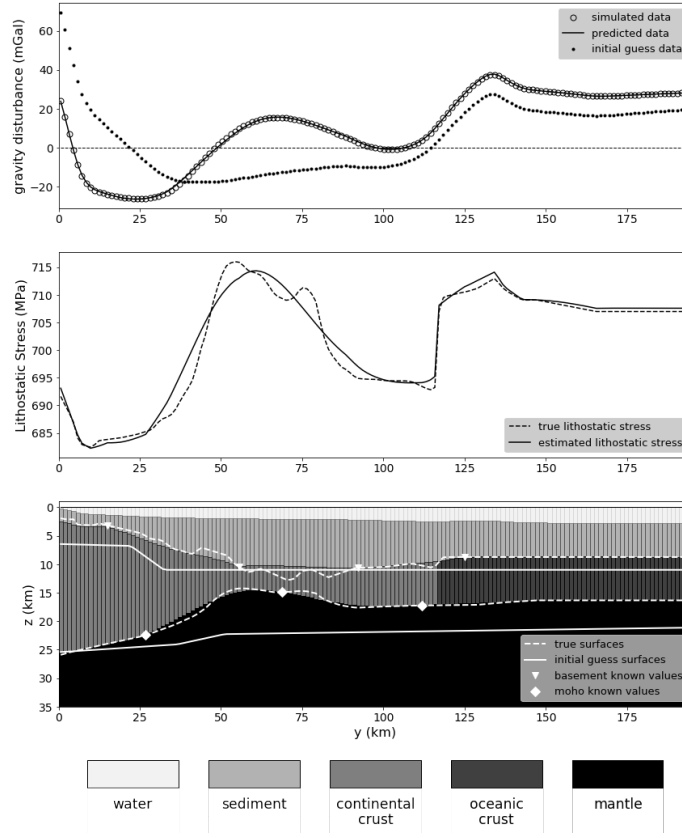 60
40
20
0
−20
gravity disturbance (mGal)
simulated data
predicted data
initial guess data
0 25 50 75 100 125 150 175
715
705
695
685
Lithostatic Stress (MPa)
true lithostatic stress
estimated lithostatic stress
0 25 50 75 100 125 150 175
0
5
10
15
20
25
30
35
z (km)
true surfaces
initial guess surfaces
basement known values
moho known values
0 25 50 75 100 125 150 175
y (km)
water sediment continental crust oceanic crust mantle